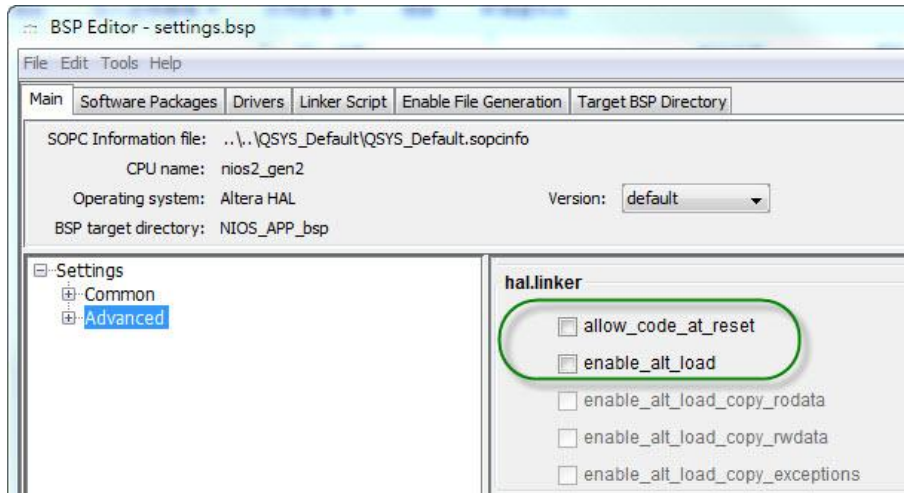 BSP Editor - settings.bsp
File Edit Tools Help
Main Software Packages Drivers Linker Script Enable File Generation Target BSP Directory
SOPC Information file: ..\..\QSYS_Default\QSYS_Default.sopcinfo
CPU name: nios2_gen2
Operating system: Altera HAL Version: default
BSP target directory: NIOS_APP_bsp
Settings
Common
Advanced
hal.linker
allow_code_at_reset
enable_alt_load
enable_alt_load_copy_rodata
enable_alt_load_copy_rwdata
enable_alt_load_copy_exceptions